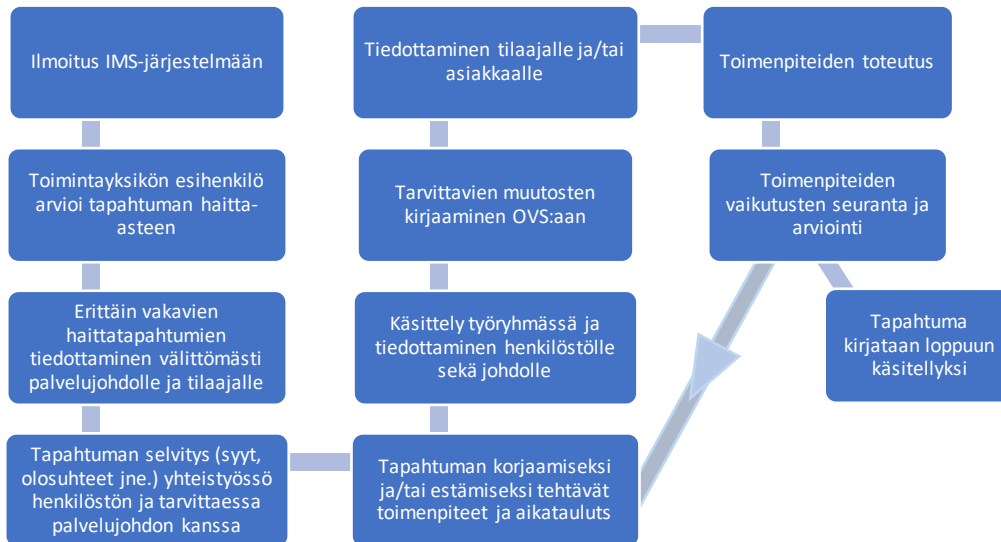 Ilmoitus IMS-järjestelmään
Toimintayksikön esihenkilö
arvioi tapahtuman haitta-
asteen
Erittäin vakavien
haittatapahtumien
tiedottaminen välittömästi
palvelujohdolle ja tilaajalle
Tapahtuman selvitys (syyt,
olosuhteet jne.) yhteistyössö
henkilöstön ja tarvittaessa
palvelujohdon kanssa
Tapahtuman korjaamiseksi
ja/tai estämiseksi tehtävät
toimenpiteet ja aikatauluts
Käsittely työryhmässä ja
tiedottaminen henkilöstölle
sekä johdolle
Tarvittavien muutosten
kirjaaminen OVS:aan
Tiedottaminen tilaajalle ja/tai
asiakkaalle
Toimenpiteiden toteutus
Toimenpiteiden
vaikutusten seuranta ja
arviointi
Tapahtuma
kirjataan loppuun
käsitellyksi